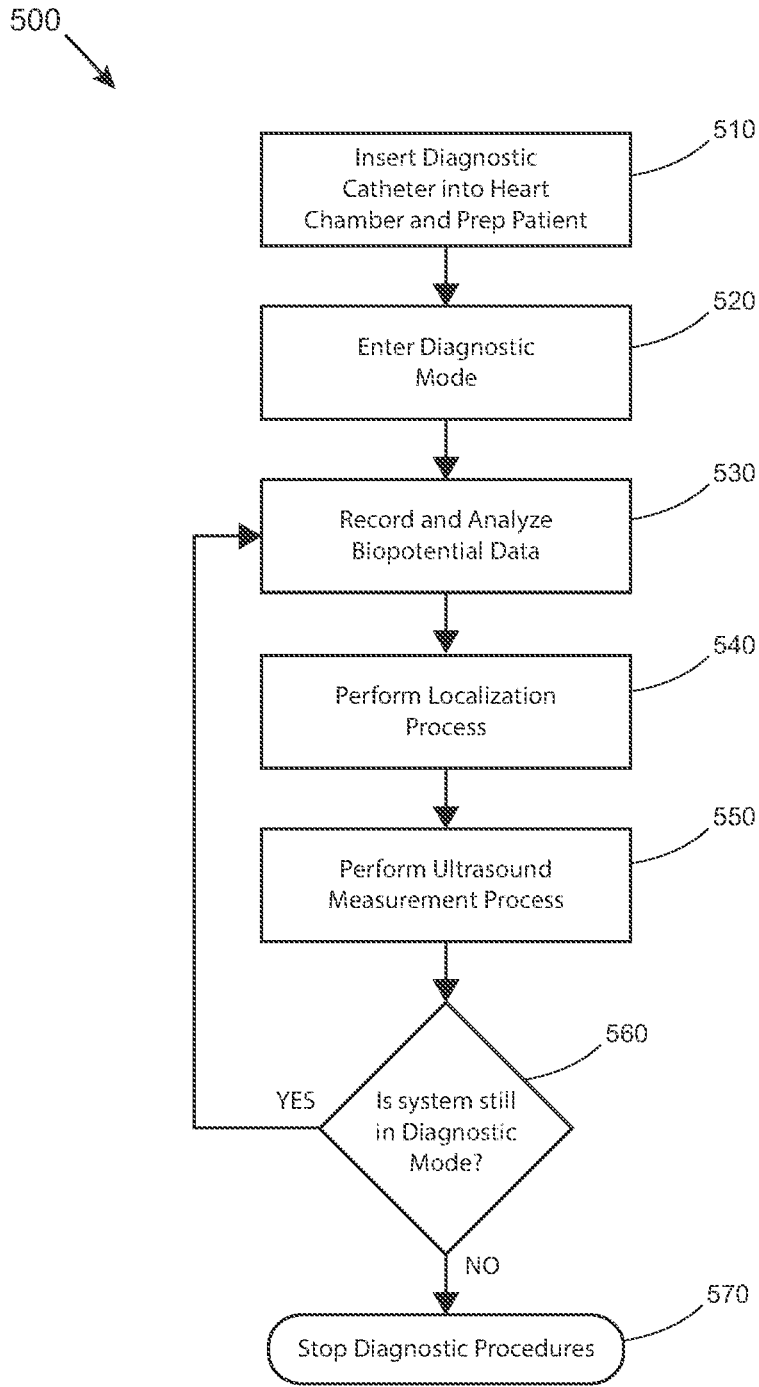 500
510
Insert Diagnostic
Catheter into Heart
Chamber and Prep Patient
520
Enter Diagnostic
Mode
530
Record and Analyze
Biopotential Data
540
Perform Localization
Process
550
Perform Ultrasound
Measurement Process
560
YES
Is system still
in Diagnostic
Mode?
NO
570
Stop Diagnostic Procedures